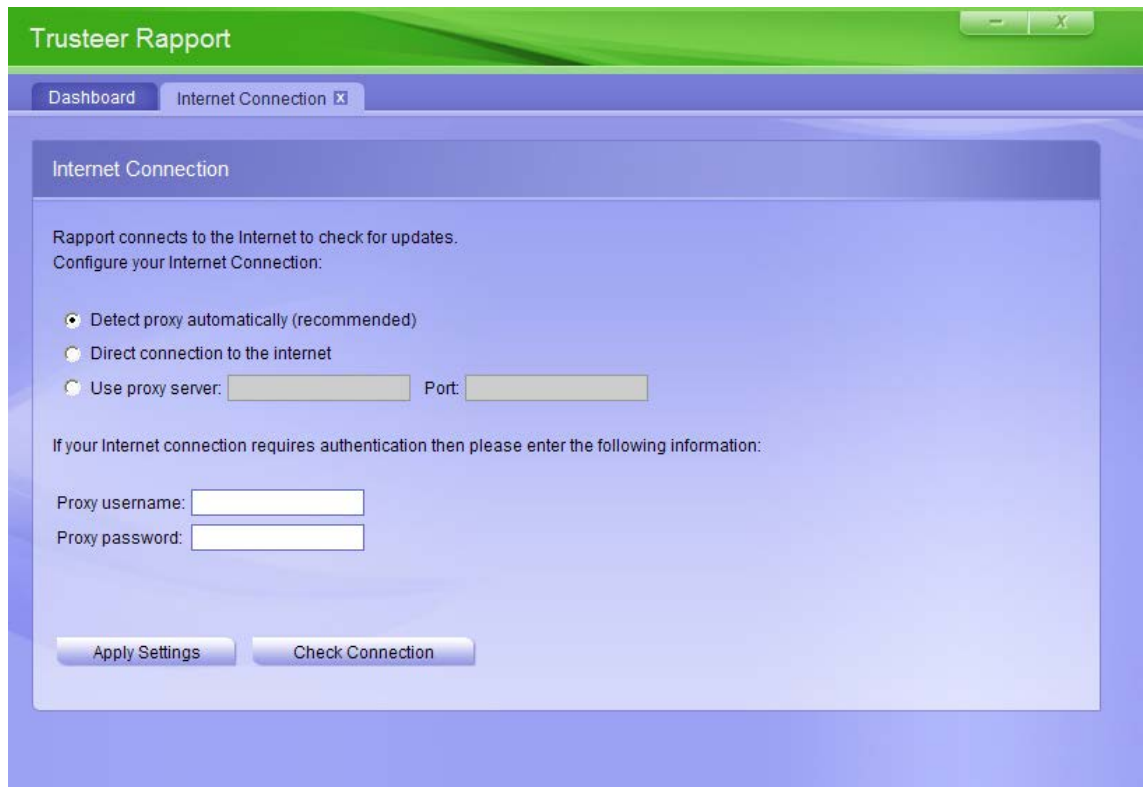 Trusteer Rapport
Dashboard Internet Connection x
Internet Connection
Rapport connects to the Internet to check for updates.
Configure your Internet Connection:
Detect proxy automatically (recommended)
Direct connection to the internet
Use proxy server: Port:
If your Internet connection requires authentication then please enter the following information:
Proxy username:
Proxy password:
Apply Settings Check Connection